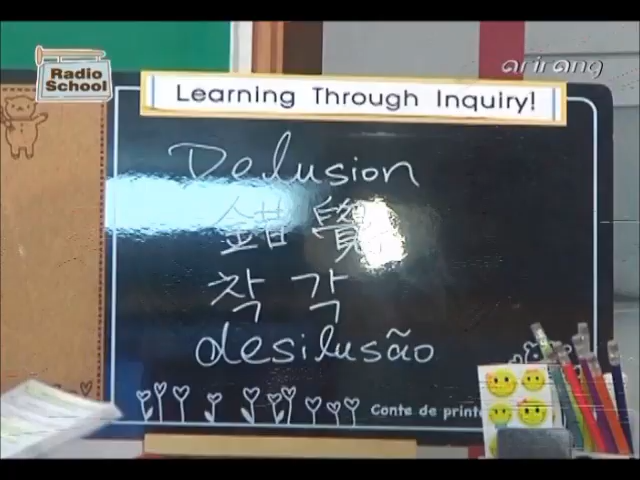 Radio
School
arirang
Learning Through Inquiry!
Delusion
錯覺
착각
desilusão
Conte de print